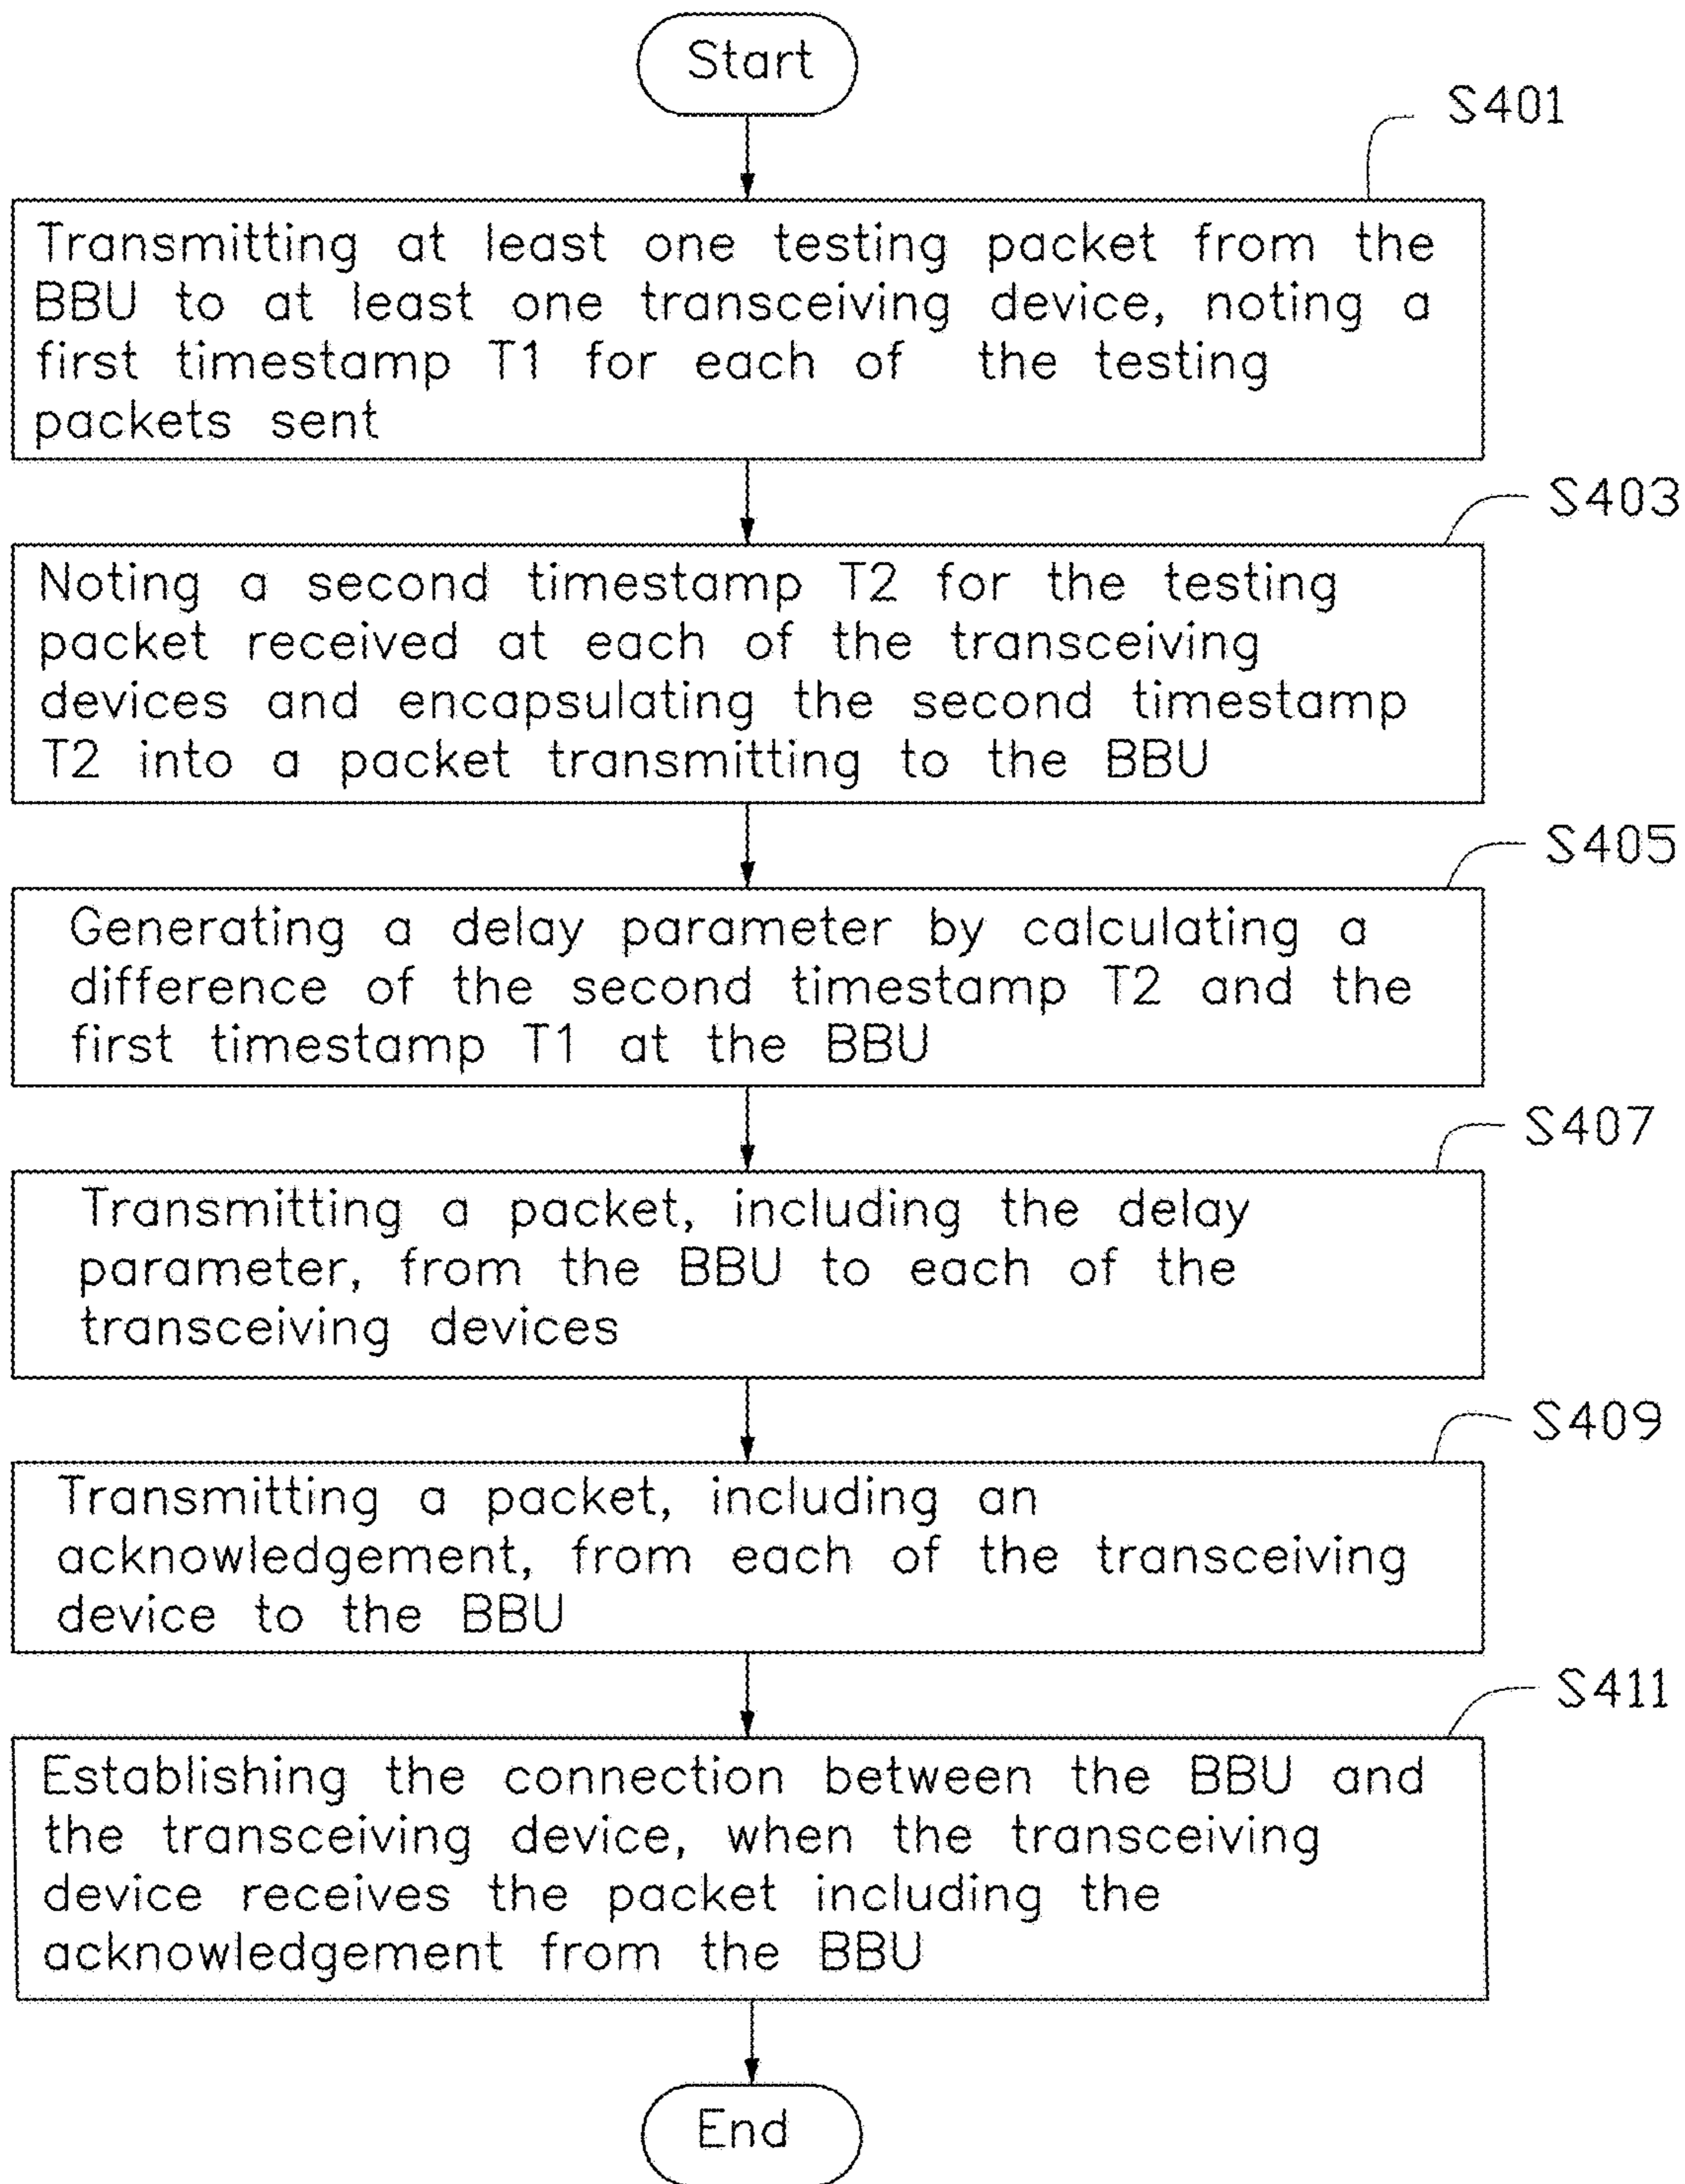 Start
S401
Transmitting at least one testing packet from the
BBU to at least one transceiving device, noting a
first timestamp T1 for each of the testing
packets sent
S403
Noting a second timestamp T2 for the testing
packet received at each of the transceiving
devices and encapsulating the second timestamp
T2 into a packet transmitting to the BBU
S405
Generating a delay parameter by calculating a
difference of the second timestamp T2 and the
first timestamp T1 at the BBU
S407
Transmitting a packet, including the delay
parameter, from the BBU to each of the
transceiving devices
S409
Transmitting a packet, including an
acknowledgement, from each of the transceiving
device to the BBU
S411
Establishing the connection between the BBU and
the transceiving device, when the transceiving
device receives the packet including the
acknowledgement from the BBU
End